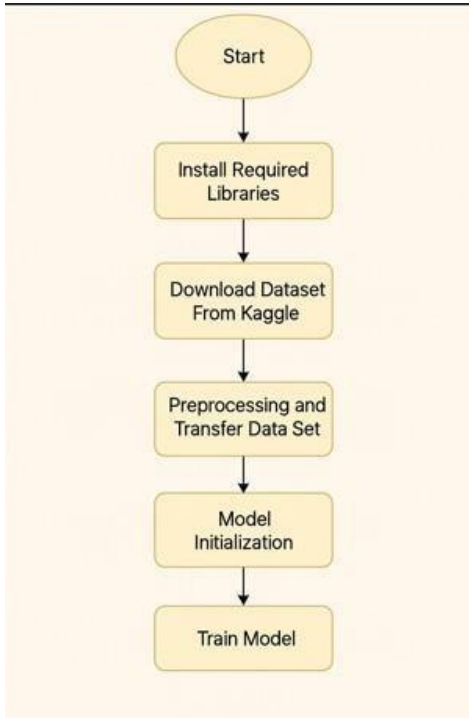 Start
Install Required
Libraries
Download Dataset
From Kaggle
Preprocessing and
Transfer Data Set
Model
Initialization
Train Model